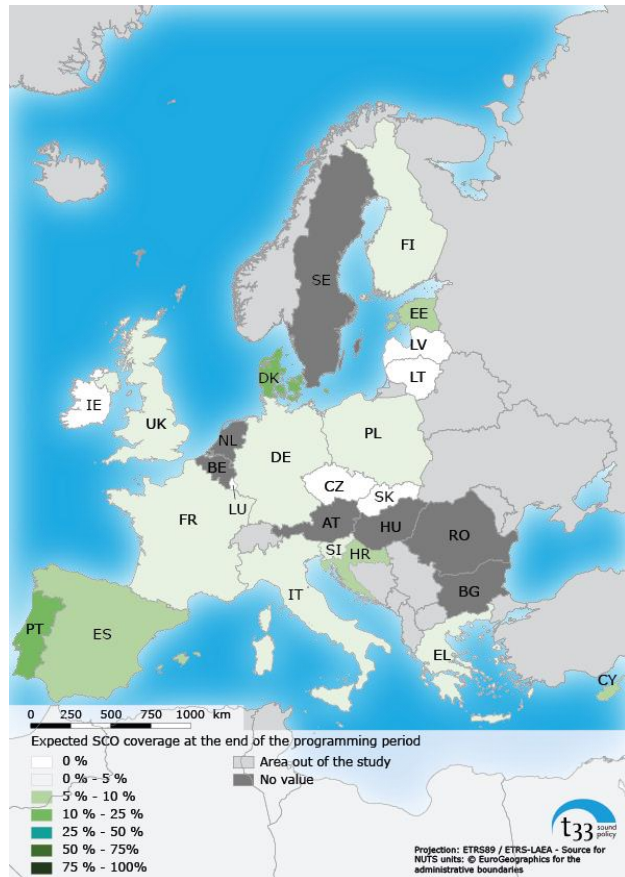 FI
SE
EE
LV
DK
LT
IE
UK
NL
PL
DE
BE
CZ
LU
SK
FR
AT
HU
RO
SI
HR
IT
BG
PT
ES
EL
CY
0 250 500 750 1000 km
Expected SCO coverage at the end of the programming period
0 % Area out of the study
0 % - 5 % No value
5 % - 10 %
10 % - 25 %
25 % - 50 %
50 % - 75%
75 % - 100%
t33 sound
policy
Projection: ETRS89 / ETRS-LAEA - Source for
NUTS units: © EuroGeographics for the
administrative boundaries